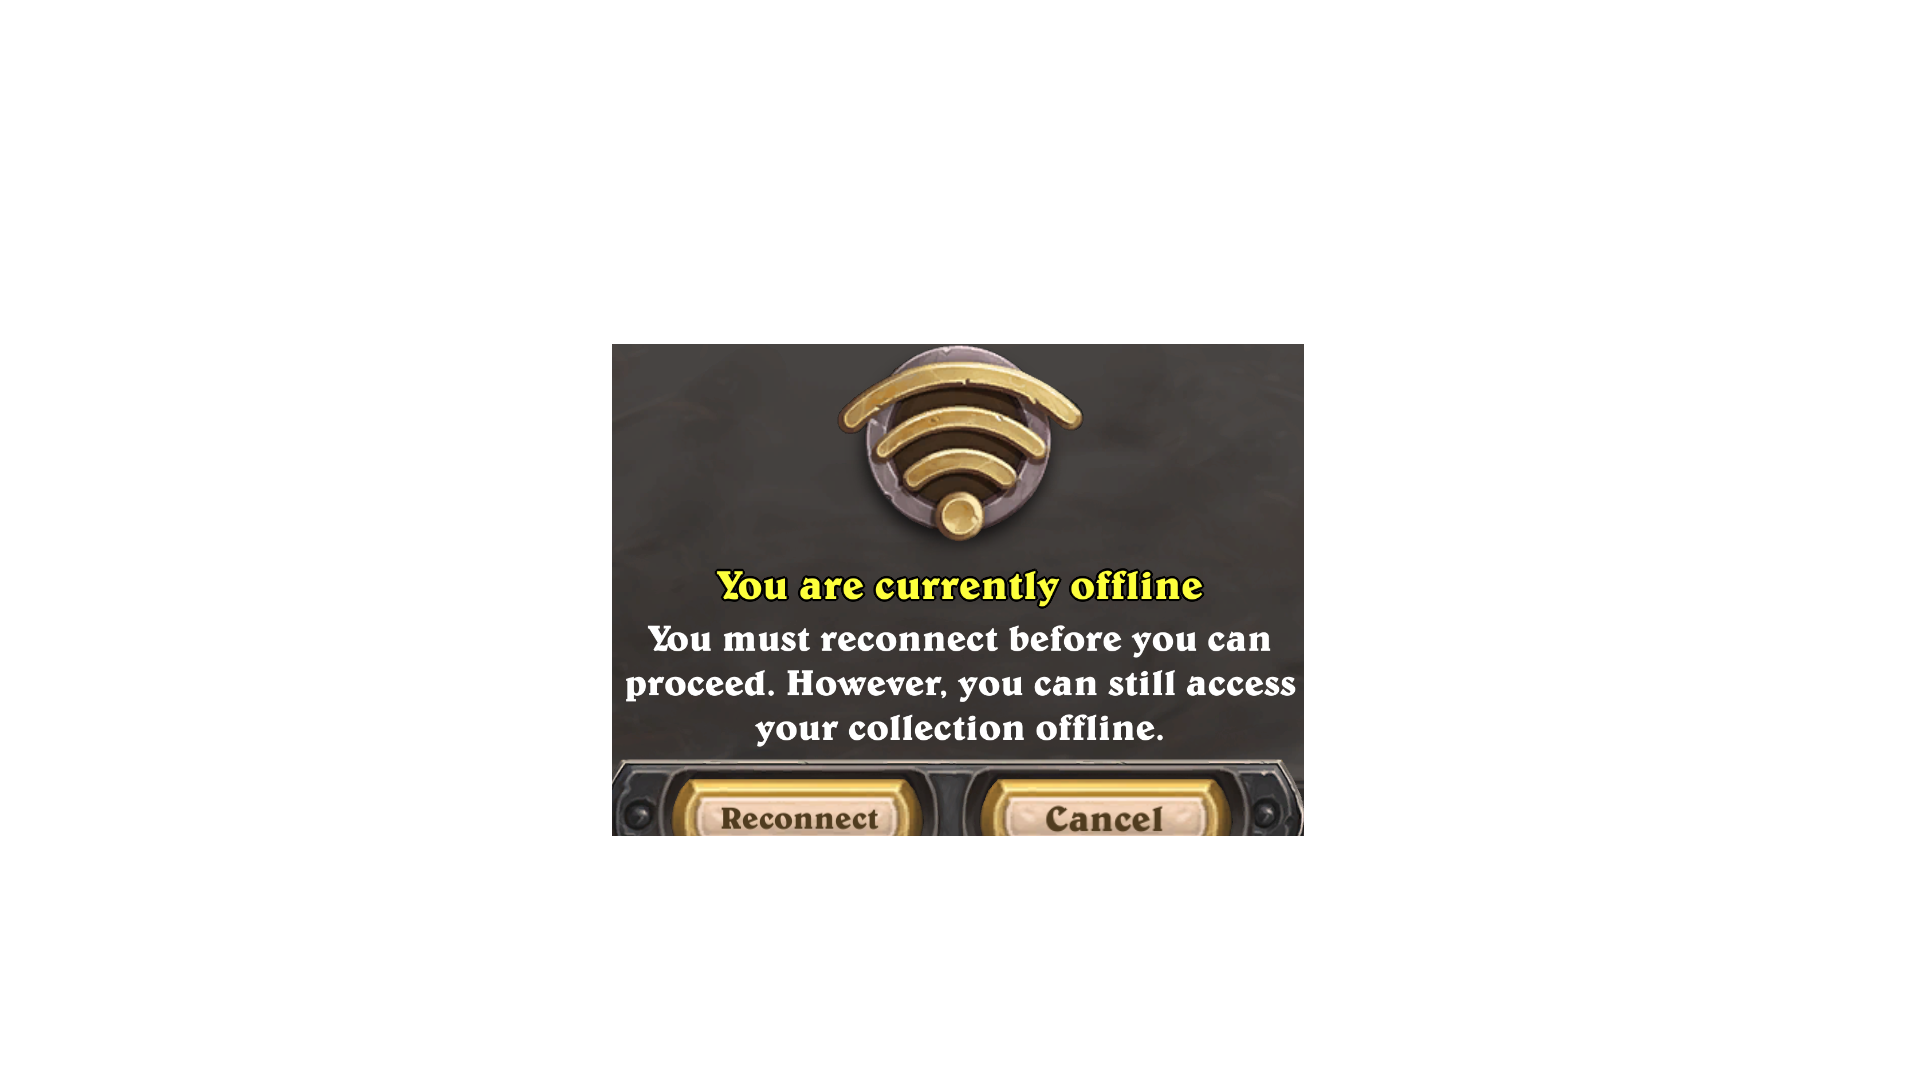 You are currently offline
You must reconnect before you can
proceed. However, you can still access
your collection offline.
Reconnect
Cancel